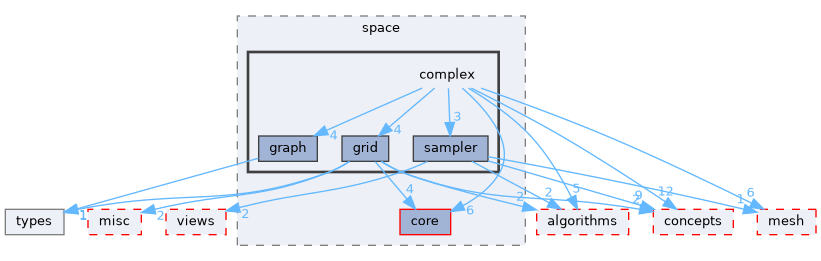 space
complex
3
4
4
graph
grid
sampler
4
5
9
12
6
2
2
2
1
1
2
2
6
types
misc
views
core
algorithms
concepts
mesh